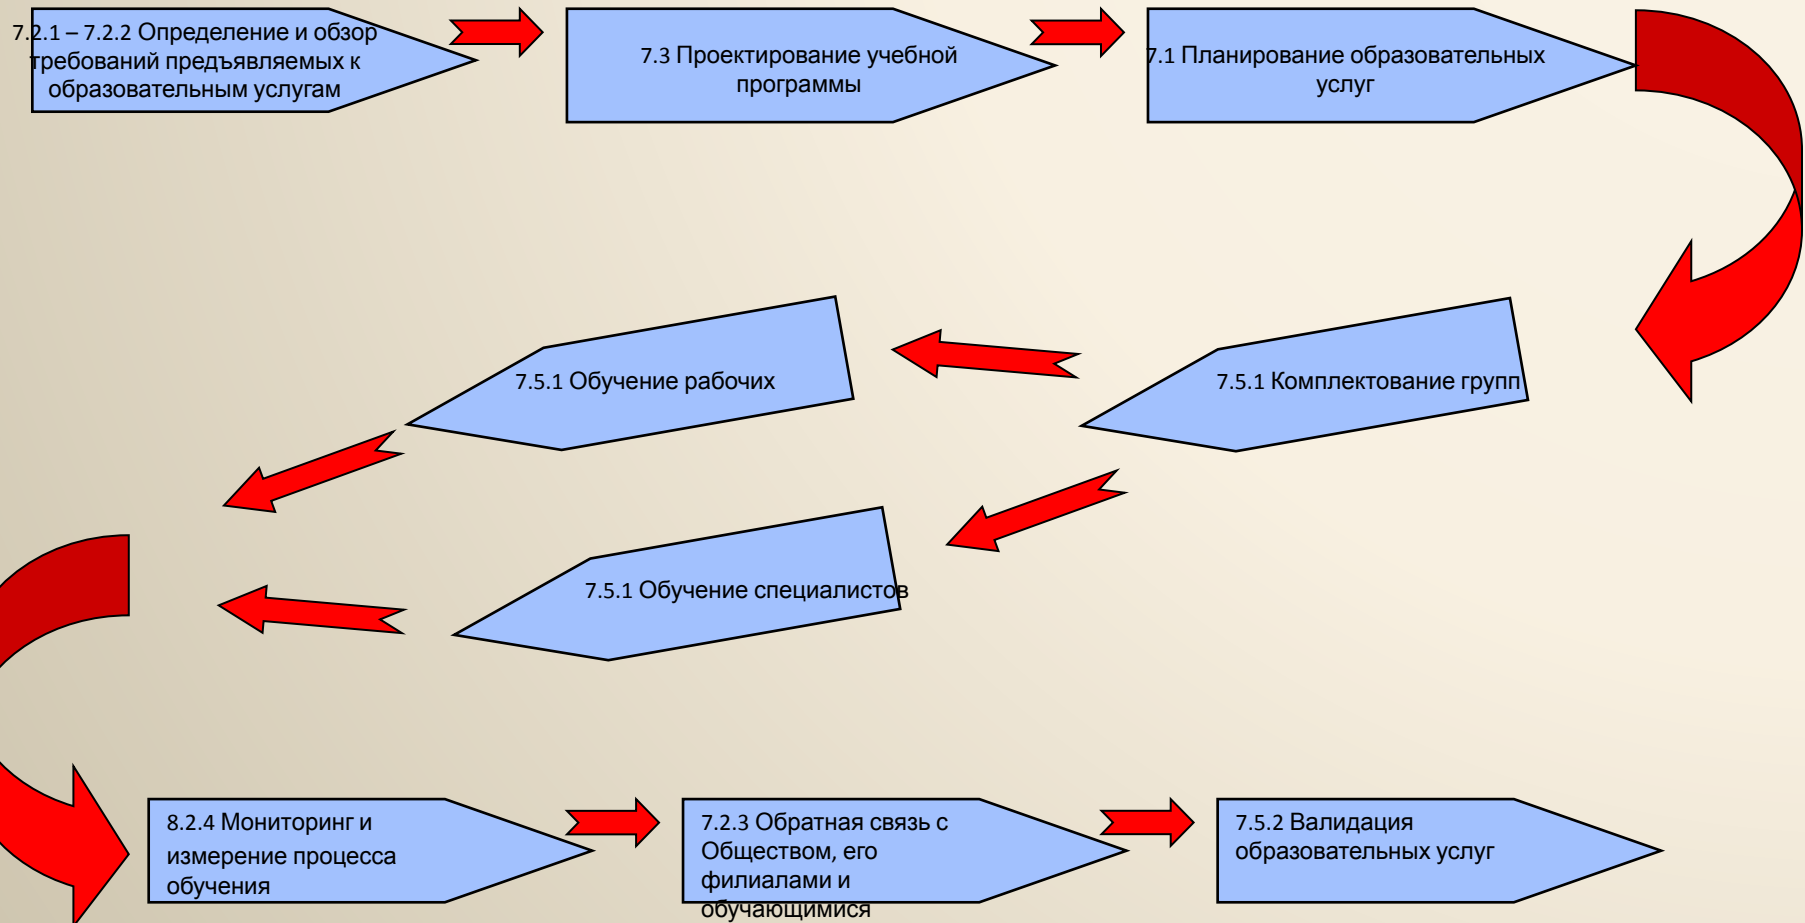 7.2.1 – 7.2.2 Определение и обзор
требований предъявляемых к
образовательным услугам
7.3 Проектирование учебной
программы
7.1 Планирование образовательных
услуг
7.5.1 Комплектование групп
7.5.1 Обучение рабочих
7.5.1 Обучение специалистов
8.2.4 Мониторинг и
измерение процесса
обучения
7.2.3 Обратная связь с
Обществом, его
филиалами и
обучающимися
7.5.2 Валидация
образовательных услуг